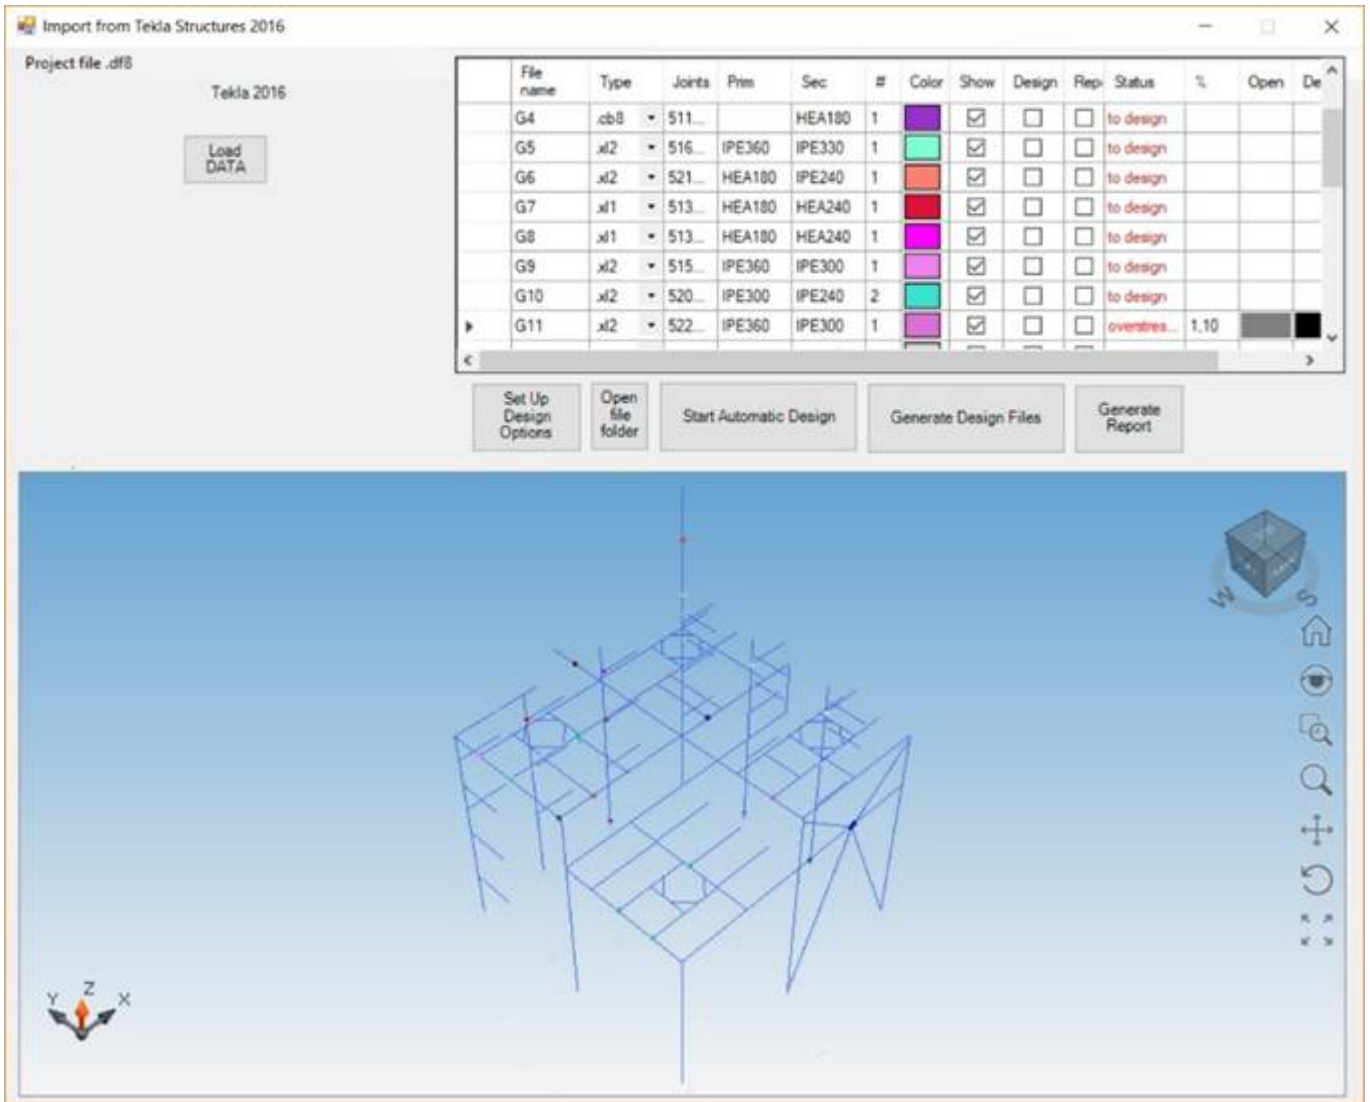 Import from Tekla Structures 2016
Project file .df8
Tekla 2016
Load
DATA
File name Type Joints Prim Sec # Color Show Design Rep Status % Open De
G4 .cb8 511... HEA180 1 to design
G5 .xl2 516... IPE360 IPE330 1 to design
G6 .xl2 521... HEA180 IPE240 1 to design
G7 .xl1 513... HEA180 HEA240 1 to design
G8 .xl1 513... HEA180 HEA240 1 to design
G9 .xl2 515... IPE360 IPE300 1 to design
G10 .xl2 520... IPE300 IPE240 2 to design
G11 .xl2 522... IPE360 IPE300 1 overstres... 1,10
Set Up
Design
Options
Open
file
folder
Start Automatic Design
Generate Design Files
Generate
Report
W S
Y Z X